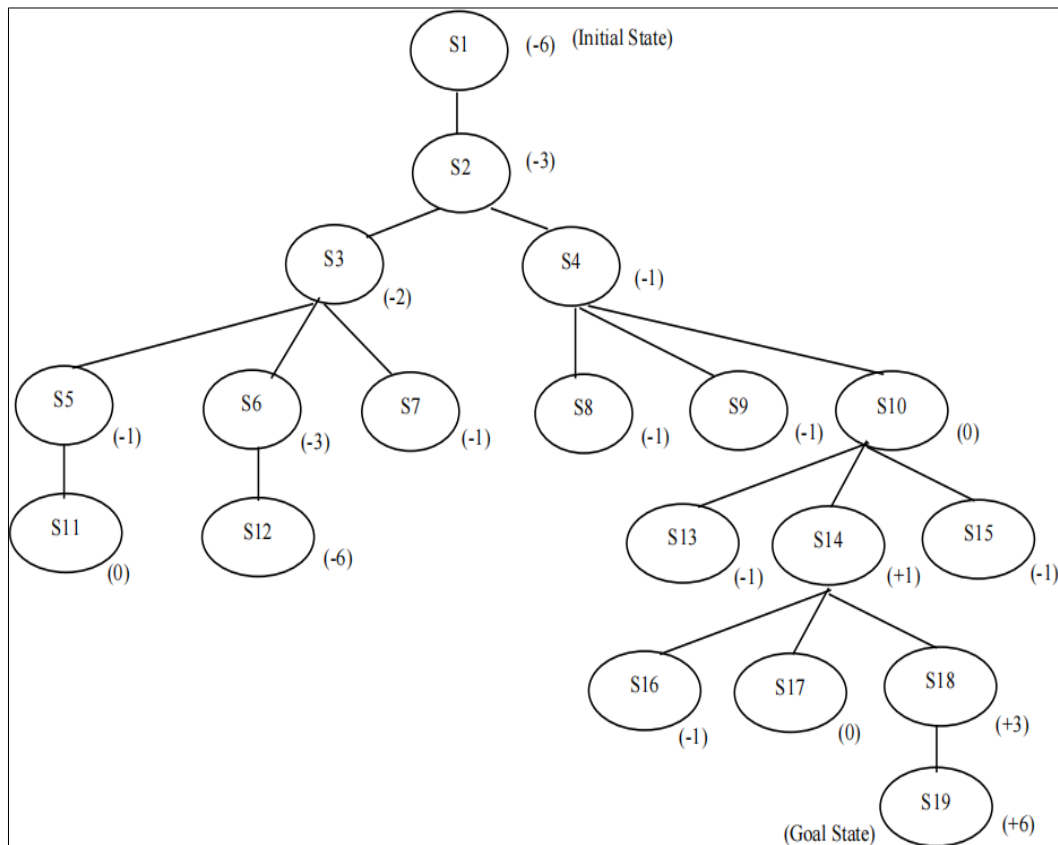 S1 (-6) (Initial State)
S2 (-3)
S3 (-2) S4 (-1)
S5 (-1) S6 (-3) S7 (-1) S8 (-1) S9 (-1) S10 (0)
S11 (0) S12 (-6) S13 (-1) S14 (+1) S15 (-1)
S16 (-1) S17 (0) S18 (+3)
S19 (+6)
(Goal State)